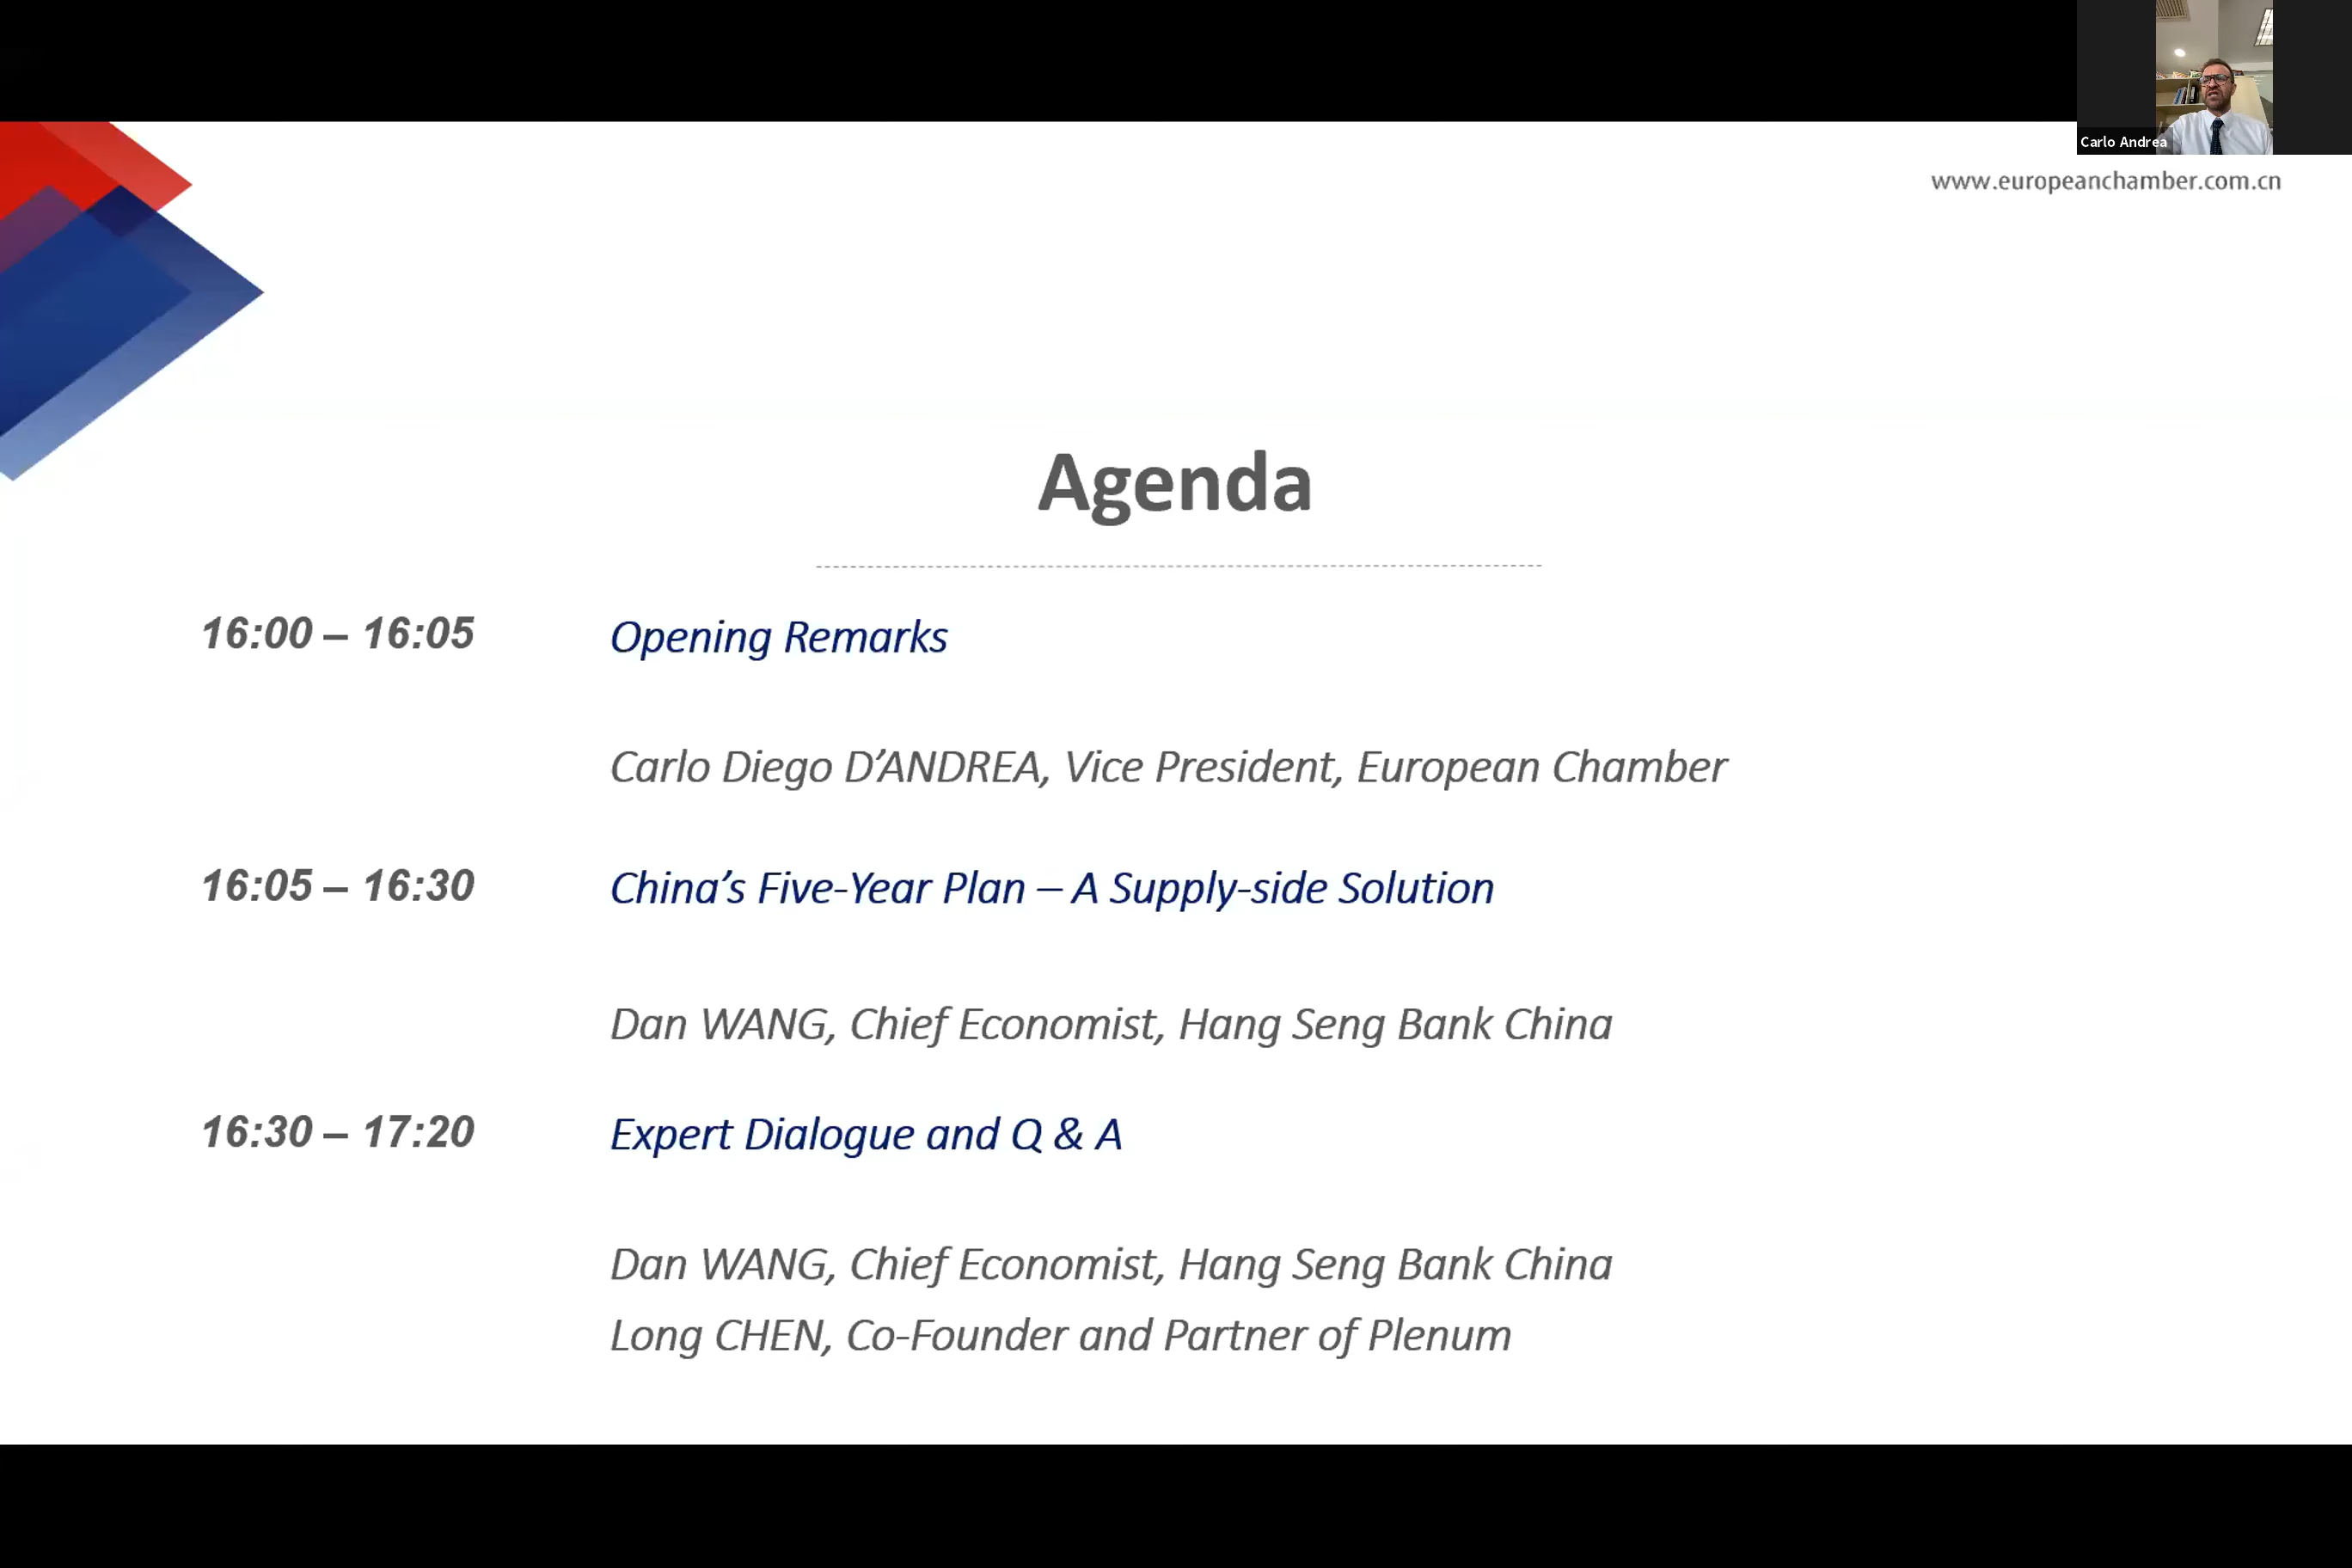 Carlo Andrea
www.europeanchamber.com.cn
Agenda
16:00 – 16:05 Opening Remarks
Carlo Diego D’ANDREA, Vice President, European Chamber
16:05 – 16:30 China’s Five-Year Plan – A Supply-side Solution
Dan WANG, Chief Economist, Hang Seng Bank China
16:30 – 17:20 Expert Dialogue and Q & A
Dan WANG, Chief Economist, Hang Seng Bank China
Long CHEN, Co-Founder and Partner of Plenum